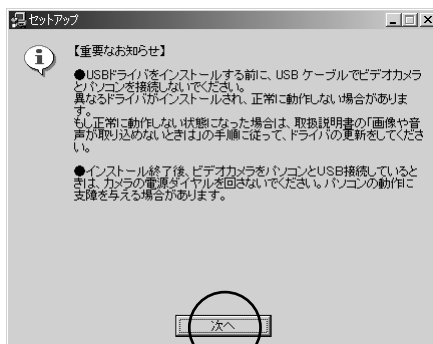 セットアップ
【重要なお知らせ】
●USBドライバをインストールする前に、USB ケーブルでビデオカメラ
とパソコンを接続しないでください。
異なるドライバがインストールされ、正常に動作しない場合がありま
す。
もし正常に動作しない状態になった場合は、取扱説明書の「画像や音
声が取り込めないときは」の手順に従って、ドライバの更新をしてくださ
い。
●インストール終了後、ビデオカメラをパソコンとUSB接続していると
きは、カメラの電源ダイヤルを回さないでください。パソコンの動作に
支障を与える場合があります。
次へ